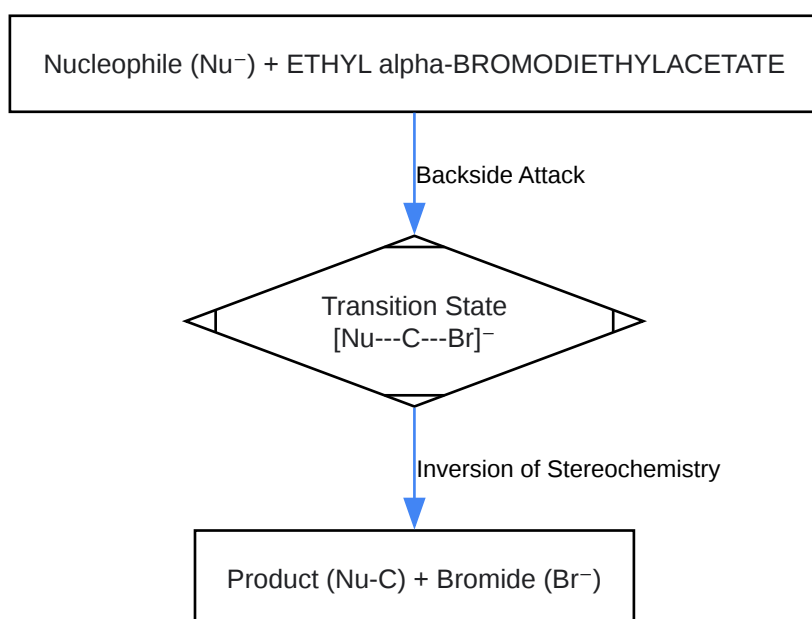 Nucleophile (Nu⁻) + ETHYL alpha-BROMODIETHYLACETATE
Backside Attack
Transition State
[Nu---C---Br]⁻
Inversion of Stereochemistry
Product (Nu-C) + Bromide (Br⁻)